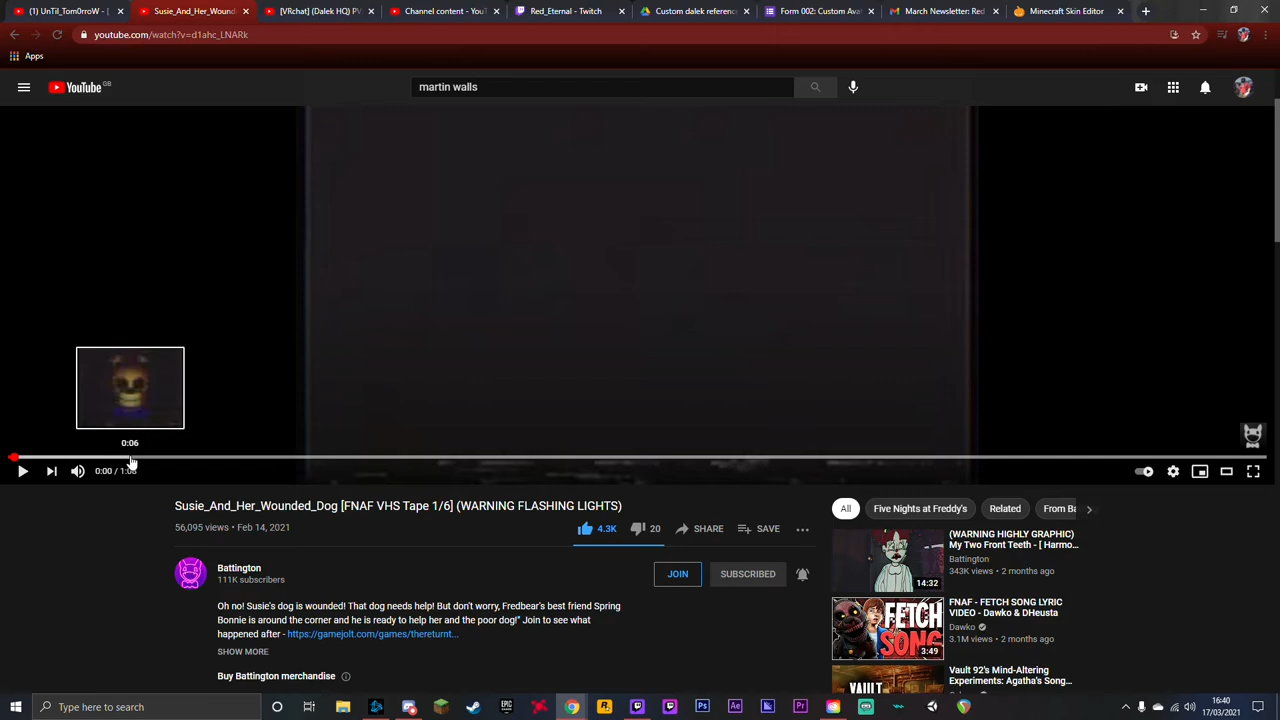 (1) UnTil_Tom0rroW - [
Susie_And_Her_Wound
[VRchat] (Dalek HQ) PV
Channel content - YouT
Red_Eternal - Twitch
Custom dalek reference
Form 002: Custom Avat
March Newsletter: Red
Minecraft Skin Editor
youtube.com/watch?v=d1ahc_l.NARk
Apps
YouTube GB
martin walls
0:06
0:00 / 1:08
Susie_And_Her_Wounded_Dog [FNAF VHS Tape 1/6] (WARNING FLASHING LIGHTS)
56,095 views • Feb 14, 2021
4.3K
20
SHARE
SAVE
Battington
111K subscribers
JOIN
SUBSCRIBED
Oh no! Susie's dog is wounded! That dog needs help! But don't worry, Fredbear's best friend Spring
Bonnie is around the corner and he is ready to help her and the poor dog!" Join to see what
happened after - https://gamejolt.com/games/thereturnt...
SHOW MORE
Buy Battington merchandise
All
Five Nights at Freddy's
Related
From Ba
(WARNING HIGHLY GRAPHIC)
My Two Front Teeth - [ Harmo...
Battington
343K views • 2 months ago
14:32
FNAF - FETCH SONG LYRIC
VIDEO - Dawko & DHeusta
Dawko
3.1M views • 2 months ago
FETCH
SONG
3:49
Vault 92's Mind-Altering
Experiments: Agatha's Song...
VAULT
Type here to search
16:40
17/03/2021